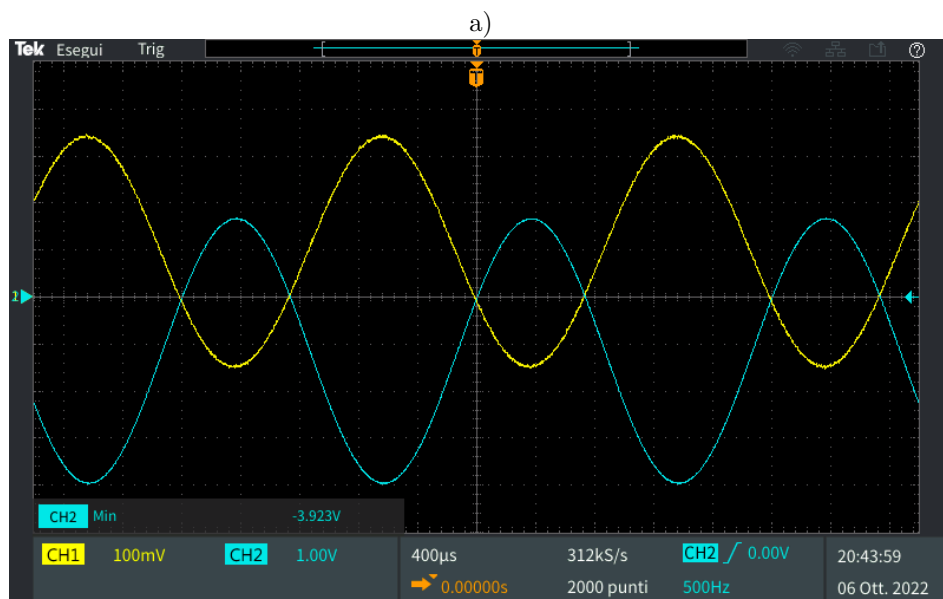 a)
Tek Esegui Trig
T
T
1
CH2 Min -3.923V
CH1 100mV CH2 1.00V 400µs 312kS/s CH2 0.00V 20:43:59
0.00000s 2000 punti 500Hz 06 Ott. 2022